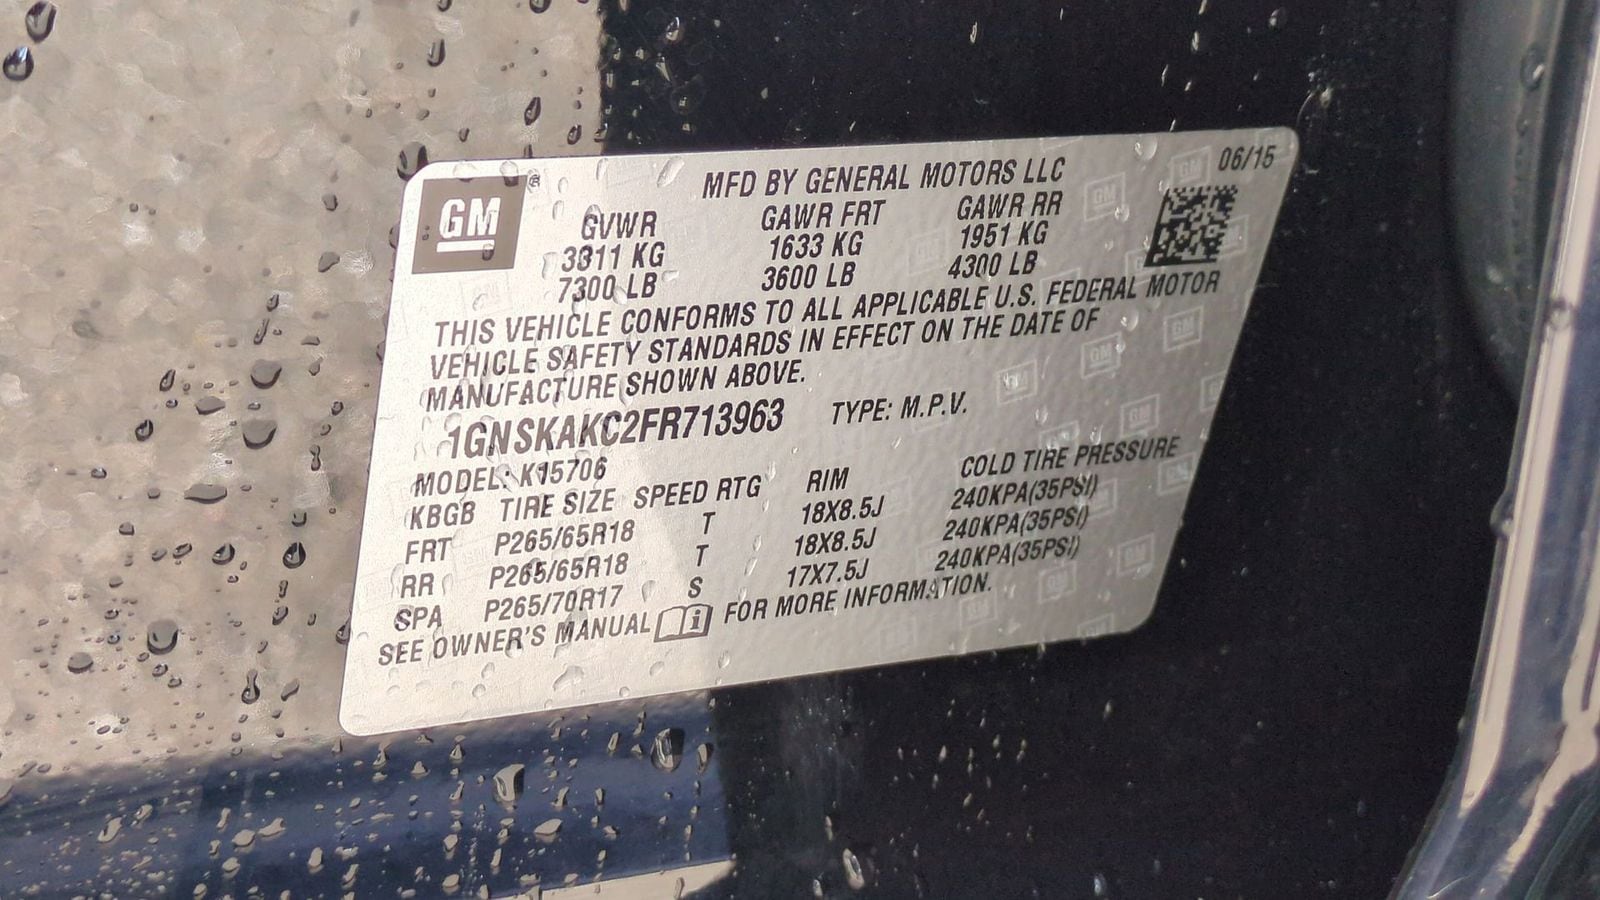 GM®
MFD BY GENERAL MOTORS LLC 06/15
GVWR GAWR FRT GAWR RR
3311 KG 1633 KG 1951 KG
7300 LB 3600 LB 4300 LB
THIS VEHICLE CONFORMS TO ALL APPLICABLE U.S. FEDERAL MOTOR
VEHICLE SAFETY STANDARDS IN EFFECT ON THE DATE OF
MANUFACTURE SHOWN ABOVE.
1GNSKAKC2FR713963 TYPE: M.P.V.
MODEL: K15706
KBGB TIRE SIZE SPEED RTG RIM COLD TIRE PRESSURE
FRT P265/65R18 T 18X8.5J 240KPA(35PSI)
RR P265/65R18 T 18X8.5J 240KPA(35PSI)
SPA P265/70R17 S 17X7.5J 240KPA(35PSI)
SEE OWNER'S MANUAL FOR MORE INFORMATION.